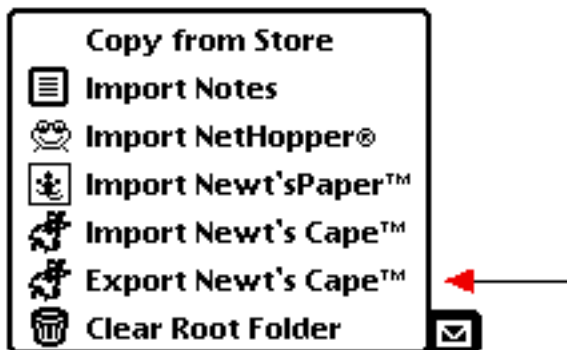 Copy from Store
Import Notes
Import NetHopper®
Import Newt'sPaper™
Import Newt's Cape™
Export Newt's Cape™
Clear Root Folder